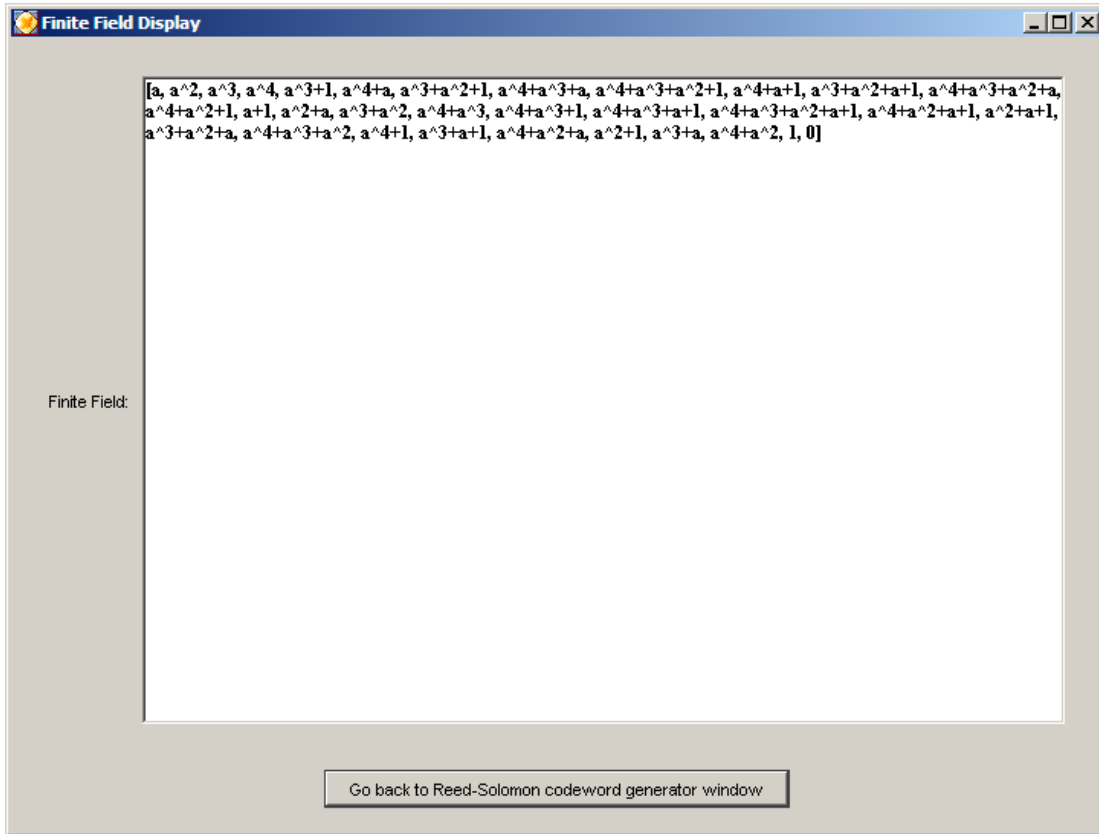 Finite Field Display
[a, a^2, a^3, a^4, a^3+1, a^4+a, a^3+a^2+1, a^4+a^3+a, a^4+a^3+a^2+1, a^4+a+1, a^3+a^2+a+1, a^4+a^3+a^2+a,
a^4+a^2+1, a+1, a^2+a, a^3+a^2, a^4+a^3, a^4+a^3+1, a^4+a^3+a+1, a^4+a^3+a^2+a+1, a^4+a^2+a+1, a^2+a+1,
a^3+a^2+a, a^4+a^3+a^2, a^4+1, a^3+a+1, a^4+a^2+a, a^2+1, a^3+a, a^4+a^2, 1, 0]
Finite Field:
Go back to Reed-Solomon codeword generator window